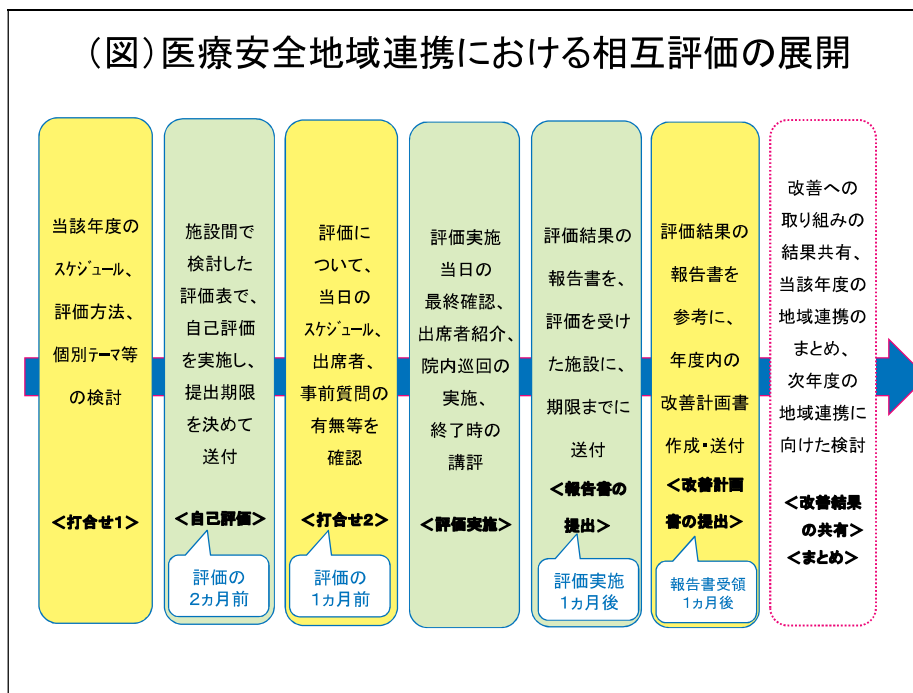 (図)医療安全地域連携における相互評価の展開
当該年度の
スケジュール、
評価方法、
個別テーマ等
の検討
<打合せ1>
施設間で
検討した
評価表で、
自己評価
を実施し、
提出期限
を決めて
送付
<自己評価>
評価の
2ヵ月前
評価に
ついて、
当日の
スケジュール、
出席者、
事前質問の
有無等を
確認
<打合せ2>
評価の
1ヵ月前
評価実施
当日の
最終確認、
出席者紹介、
院内巡回の
実施、
終了時の
講評
<評価実施>
評価結果の
報告書を、
評価を受け
た施設に、
期限までに
送付
<報告書の
提出>
評価実施
1ヵ月後
評価結果の
報告書を
参考に、
年度内の
改善計画書
作成・送付
<改善計画
書の提出>
報告書受領
1ヵ月後
改善への
取り組みの
結果共有、
当該年度の
地域連携の
まとめ、
次年度の
地域連携に
向けた検討
<改善結果
の共有>
<まとめ>